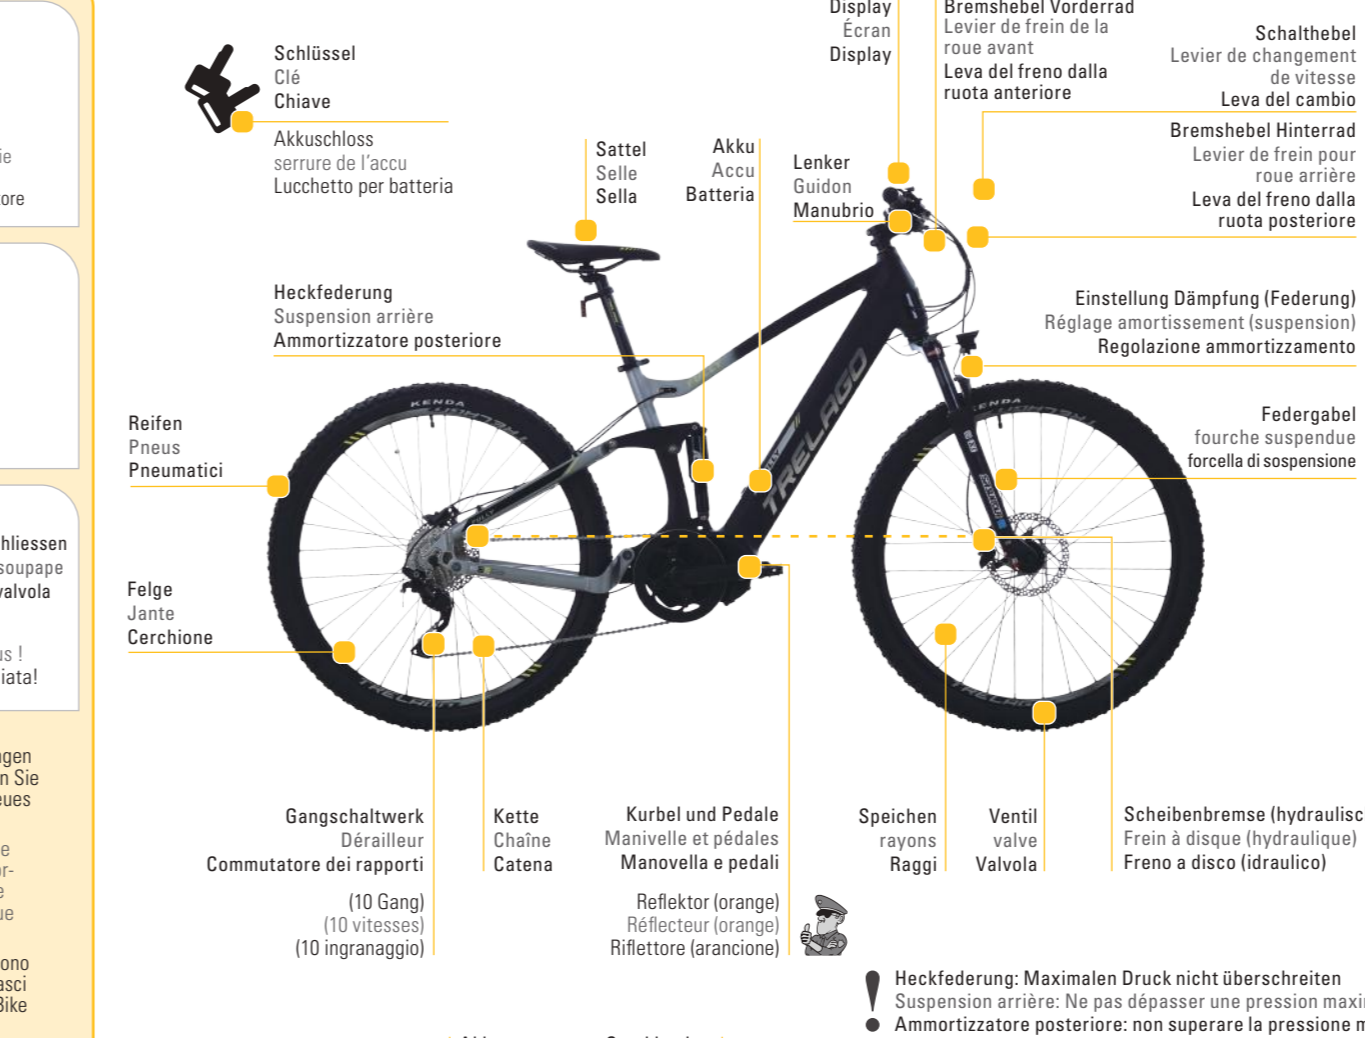 Display
Écran
Display
Bremshebel Vorderrad
Levier de frein de la
roue avant
Leva del freno dalla
ruota anteriore
Schalthebel
Levier de changement
de vitesse
Leva del cambio
Schlüssel
Clé
Chiave
Akkuschloss
serrure de l'accu
Lucchetto per batteria
Sattel
Selle
Sella
Akku
Accu
Batteria
Lenker
Guidon
Manubrio
Bremshebel Hinterrad
Levier de frein pour
roue arrière
Leva del freno dalla
ruota posteriore
Heckfederung
Suspension arrière
Ammortizzatore posteriore
Einstellung Dämpfung (Federung)
Réglage amortissement (suspension)
Regolazione ammortizzamento
Reifen
Pneus
Pneumatici
Federgabel
fourche suspendue
forcella di sospensione
KENDA
TRELAGO
KENDA
Felge
Jante
Cerchione
Gangschaltwerk
Dérailleur
Commutatore dei rapporti
(10 Gang)
(10 vitesses)
(10 ingranaggio)
Kette
Chaîne
Catena
Kurbel und Pedale
Manivelle et pédales
Manovella e pedali
Reflektor (orange)
Réflecteur (orange)
Riflettore (arancione)
Speichen
rayons
Raggi
Ventil
valve
Valvola
Scheibenbremse (hydraulisc
Frein à disque (hydraulique)
Freno a disco (idraulico)
Heckfederung: Maximalen Druck nicht überschreiten
Suspension arrière: Ne pas dépasser une pression maxi
Ammortizzatore posteriore: non superare la pressione m
ie
ore
hliessen
soupape
valvola
us !
iata!
gen
n Sie
eues
e
or-
e
ue
ono
asci
Bike